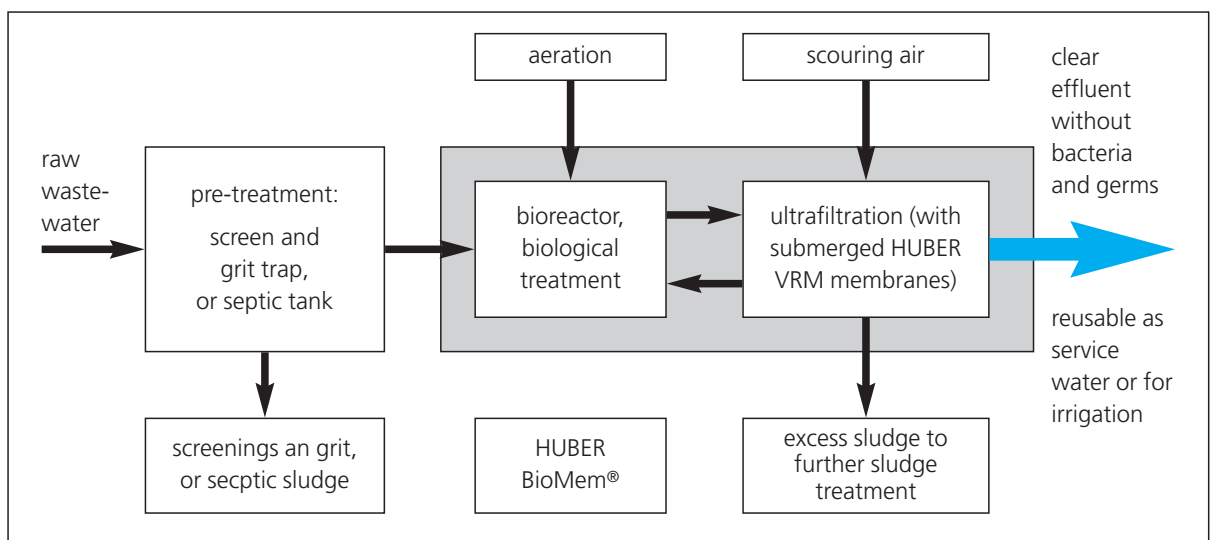 aeration
scouring air
clear
effluent
without
bacteria
and germs
raw
waste-
water
pre-treatment:
screen and
grit trap,
or septic tank
bioreactor,
biological
treatment
ultrafiltration (with
submerged HUBER
VRM membranes)
reusable as
service
water or for
irrigation
screenings an grit,
or secptic sludge
HUBER
BioMem®
excess sludge to
further sludge
treatment